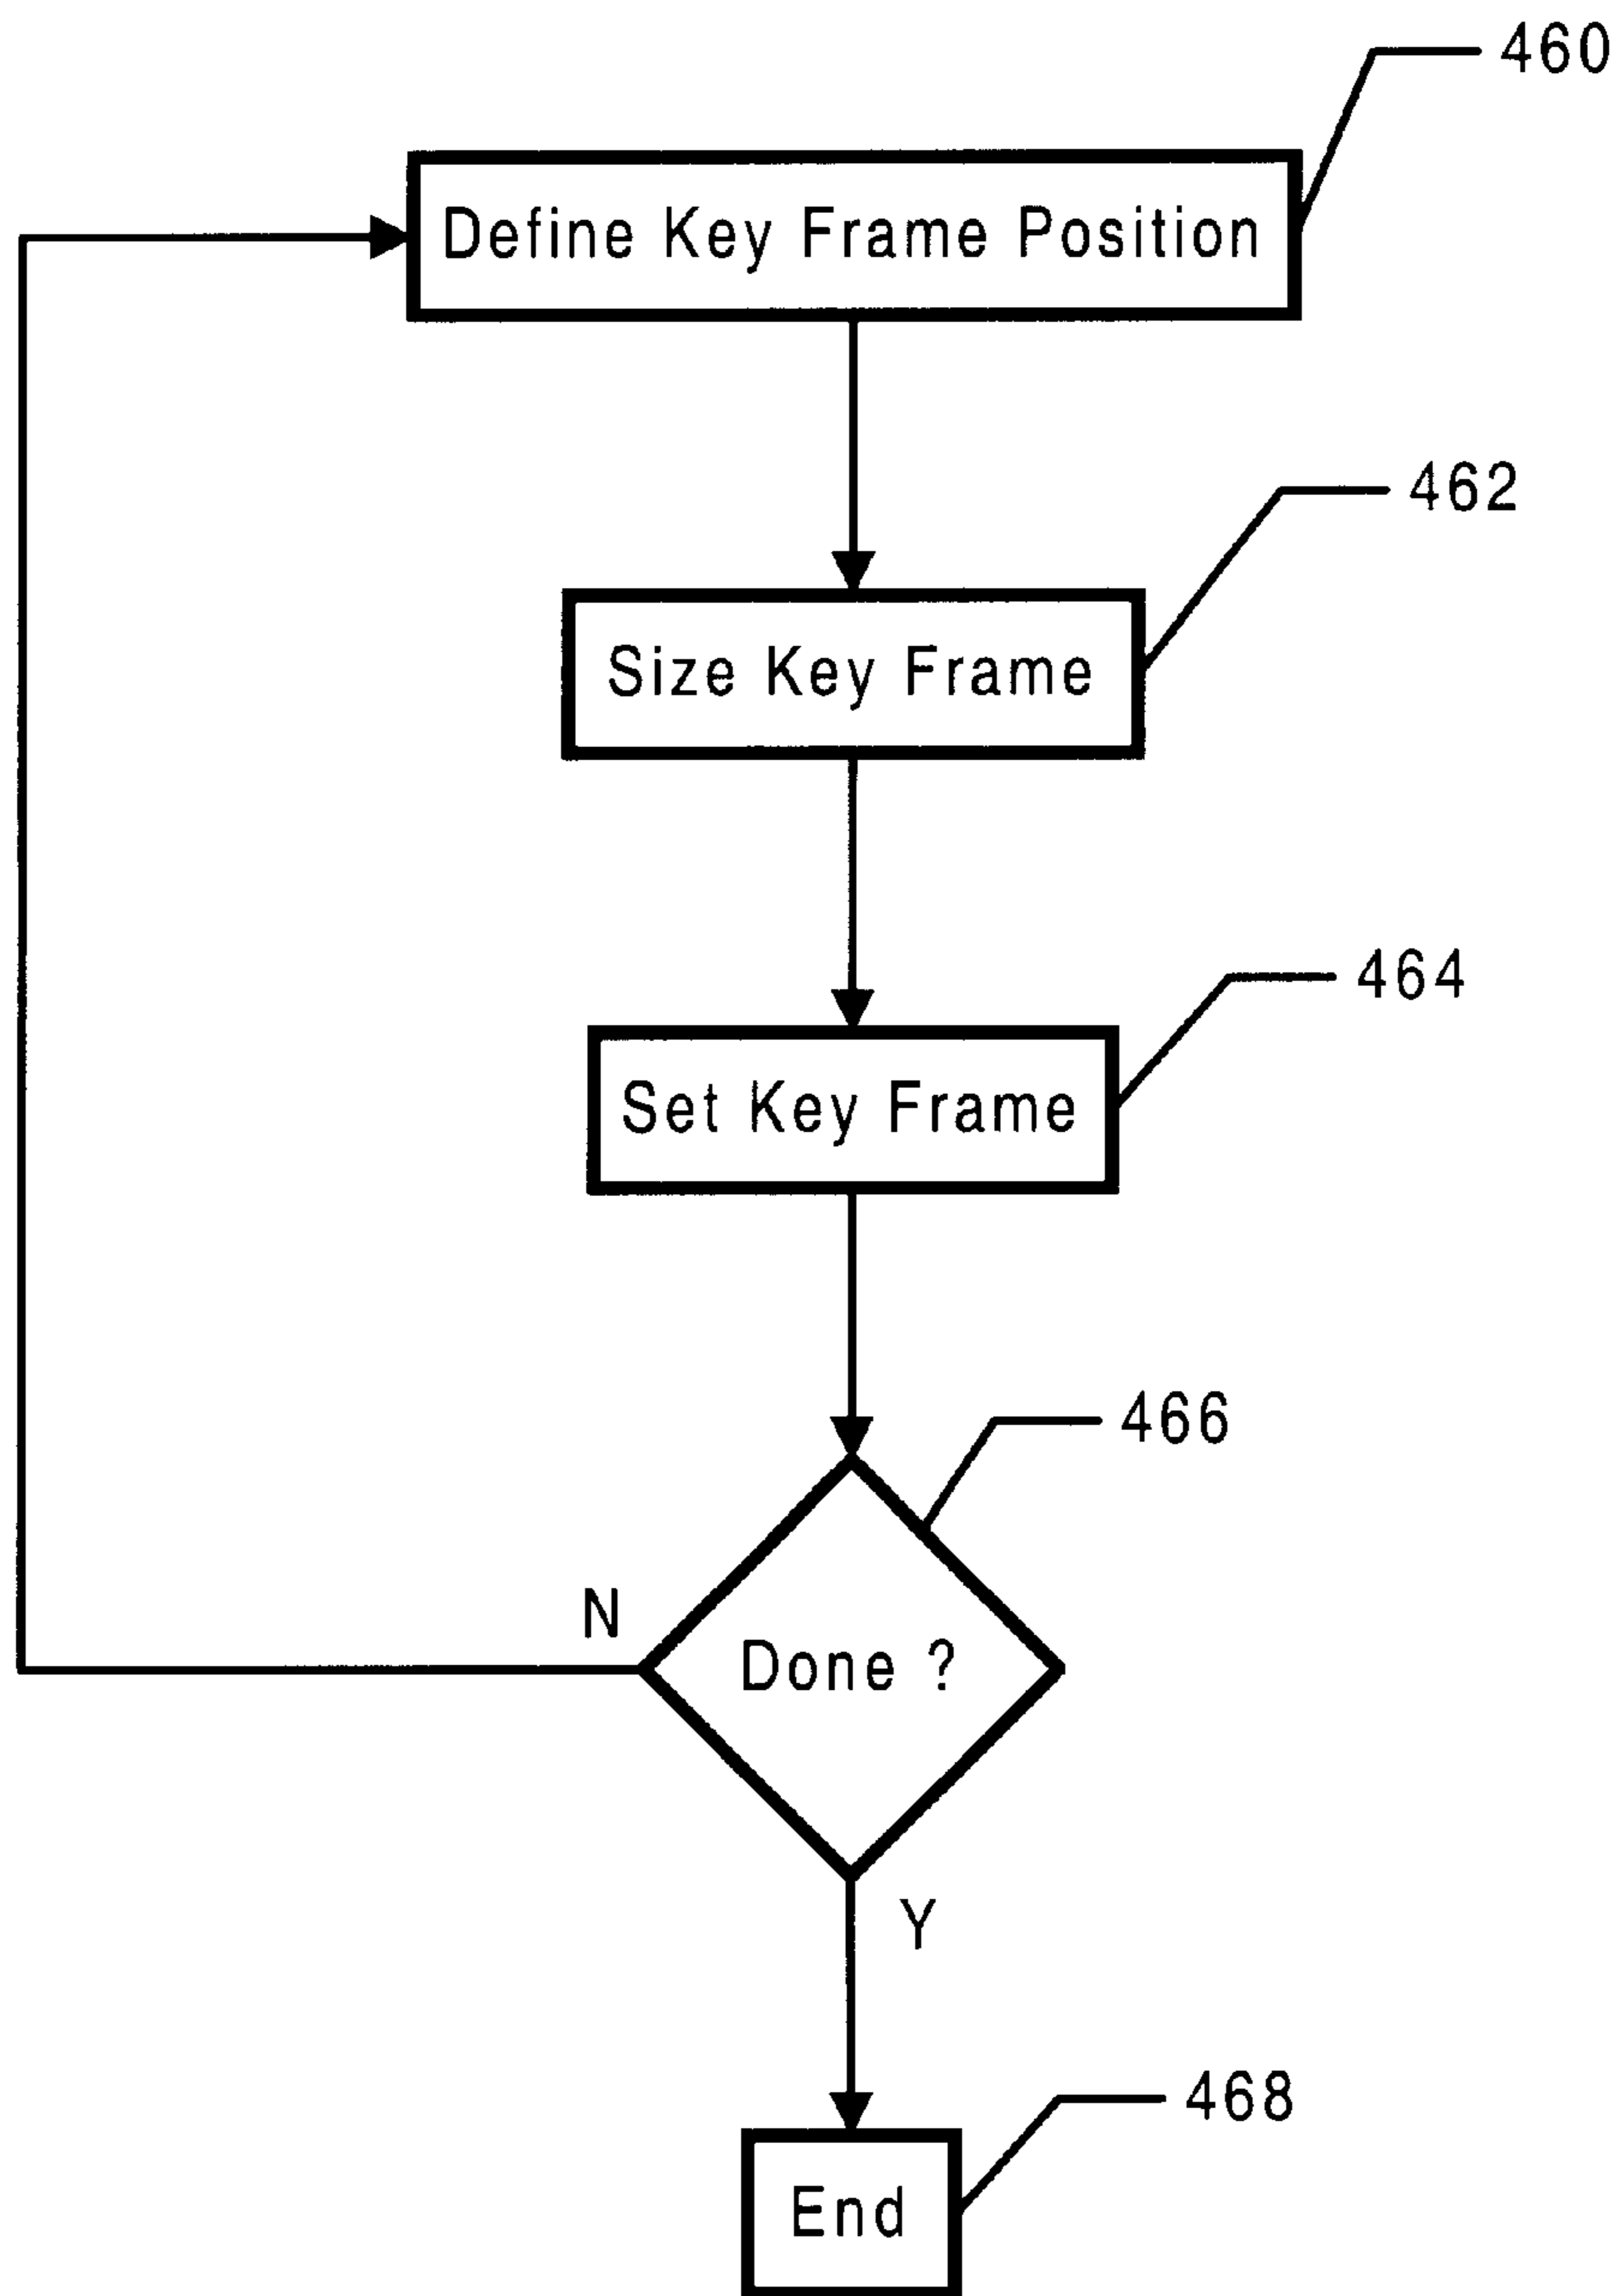 460
Define Key Frame Position
462
Size Key Frame
464
Set Key Frame
466
N
Done ?
Y
468
End